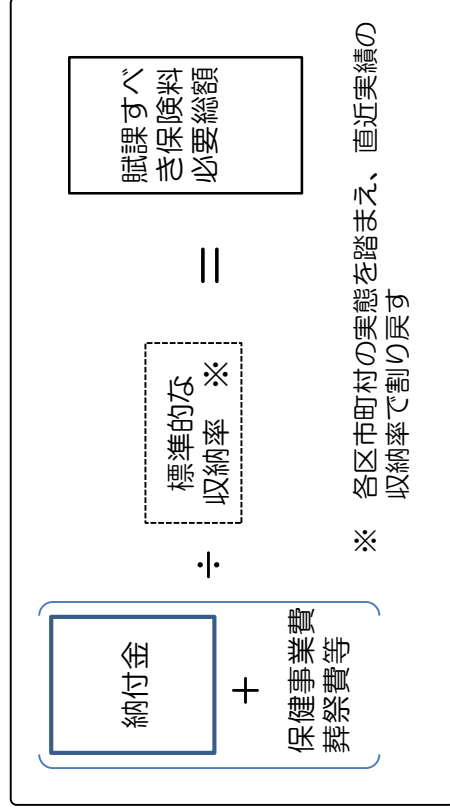 納付金
+
保健事業費
葬祭費等
÷
標準的な
収納率 ※
=
賦課すべ
き保険料
必要総額
※ 各区市町村の実態を踏まえ、直近実績の
収納率で割り戻す